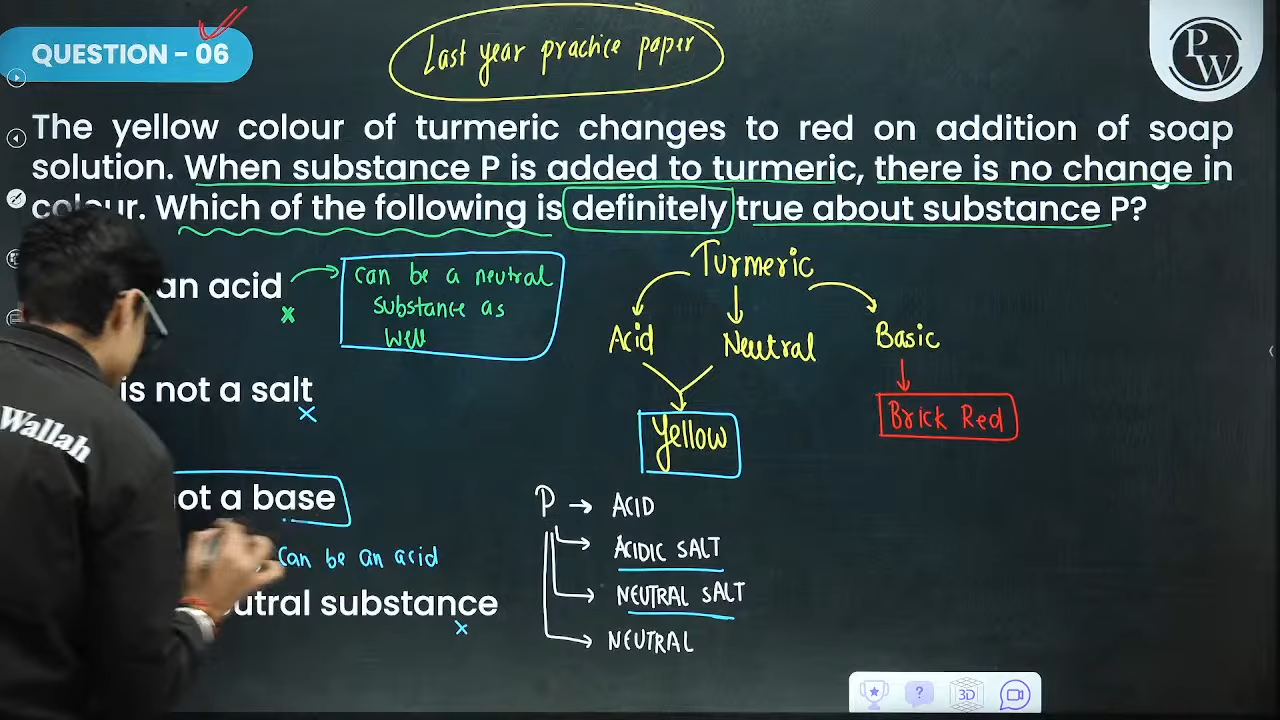 QUESTION - 06
Last year practice paper
PW
The yellow colour of turmeric changes to red on addition of soap
solution. When substance P is added to turmeric, there is no change in
colour. Which of the following is definitely true about substance P?
an acid
x
can be a neutral
substance as
well
is not a salt
x
not a base
can be an acid
neutral substance
x
Turmeric
Acid Neutral Basic
Yellow
Brick Red
P → ACID
ACIDIC SALT
NEUTRAL SALT
NEUTRAL
Wallah
?
3D